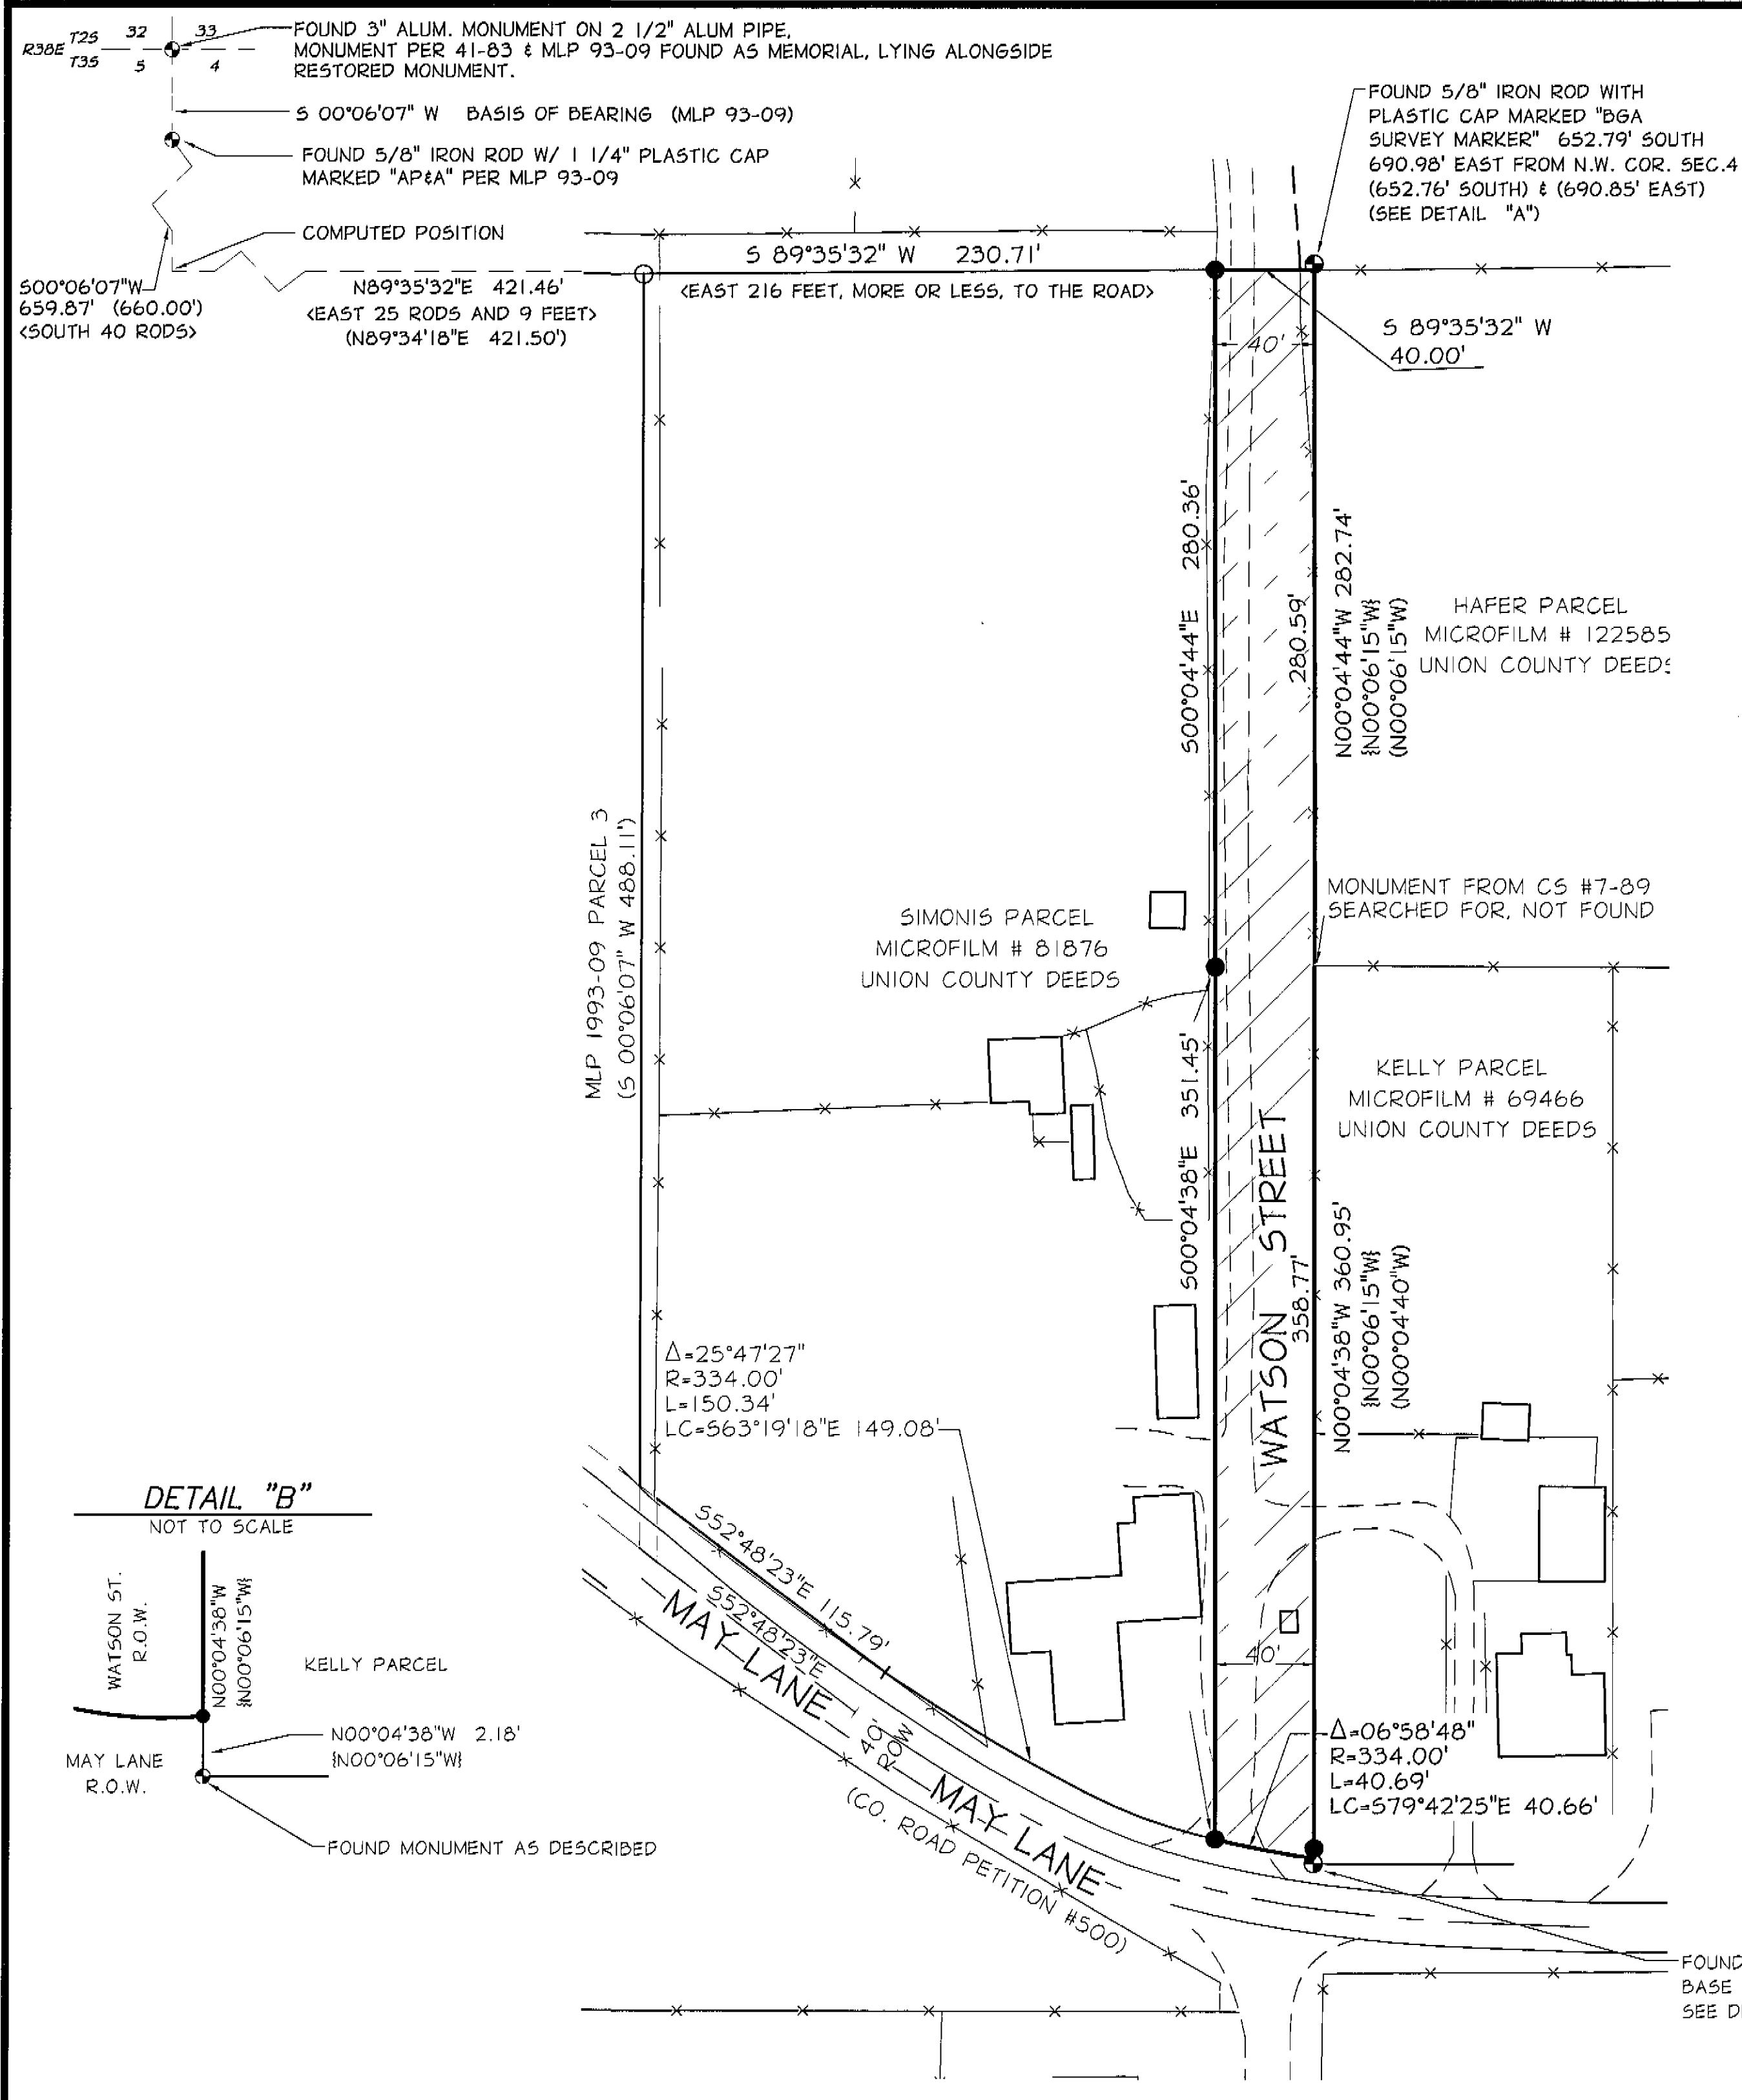 R38E T2S 32 33
T3S 5 4
FOUND 3" ALUM. MONUMENT ON 2 1/2" ALUM PIPE,
MONUMENT PER 41-83 & MLP 93-09 FOUND AS MEMORIAL, LYING ALONGSIDE
RESTORED MONUMENT.
S 00°06'07" W BASIS OF BEARING (MLP 93-09)
FOUND 5/8" IRON ROD W/ 1 1/4" PLASTIC CAP
MARKED "AP&A" PER MLP 93-09
COMPUTED POSITION
S00°06'07"W
659.87' (660.00')
<SOUTH 40 RODS>
N89°35'32"E 421.46'
<EAST 25 RODS AND 9 FEET>
(N89°34'18"E 421.50')
S 89°35'32" W 230.71'
<EAST 216 FEET, MORE OR LESS, TO THE ROAD>
FOUND 5/8" IRON ROD WITH
PLASTIC CAP MARKED "BGA
SURVEY MARKER" 652.79' SOUTH
690.98' EAST FROM N.W. COR. SEC.4
(652.76' SOUTH) & (690.85' EAST)
(SEE DETAIL "A")
S 89°35'32" W
40.00'
40'
S00°04'44"E 280.36'
280.59'
N00°04'44"W 282.74'
{N00°06'15"W}
(N00°06'15"W)
HAFER PARCEL
MICROFILM # 122585
UNION COUNTY DEEDS
MLP 1993-09 PARCEL 3
(S 00°06'07" W 488.11')
SIMONIS PARCEL
MICROFILM # 81876
UNION COUNTY DEEDS
MONUMENT FROM CS #7-89
SEARCHED FOR, NOT FOUND
KELLY PARCEL
MICROFILM # 69466
UNION COUNTY DEEDS
S00°04'38"E 351.45'
WATSON STREET
358.77'
N00°04'38"W 360.95'
{N00°06'15"W}
(N00°04'40"W)
Δ=25°47'27"
R=334.00'
L=150.34'
LC=S63°19'18"E 149.08'
S52°48'23"E 115.79'
S52°48'23"E
MAY LANE
40'
ROW
MAY LANE
(CO. ROAD PETITION #500)
40'
Δ=06°58'48"
R=334.00'
L=40.69'
LC=S79°42'25"E 40.66'
FOUND
BASE
SEE D
DETAIL "B"
NOT TO SCALE
WATSON ST.
R.O.W.
N00°04'38"W
{N00°06'15"W}
KELLY PARCEL
N00°04'38"W 2.18'
{N00°06'15"W}
MAY LANE
R.O.W.
FOUND MONUMENT AS DESCRIBED